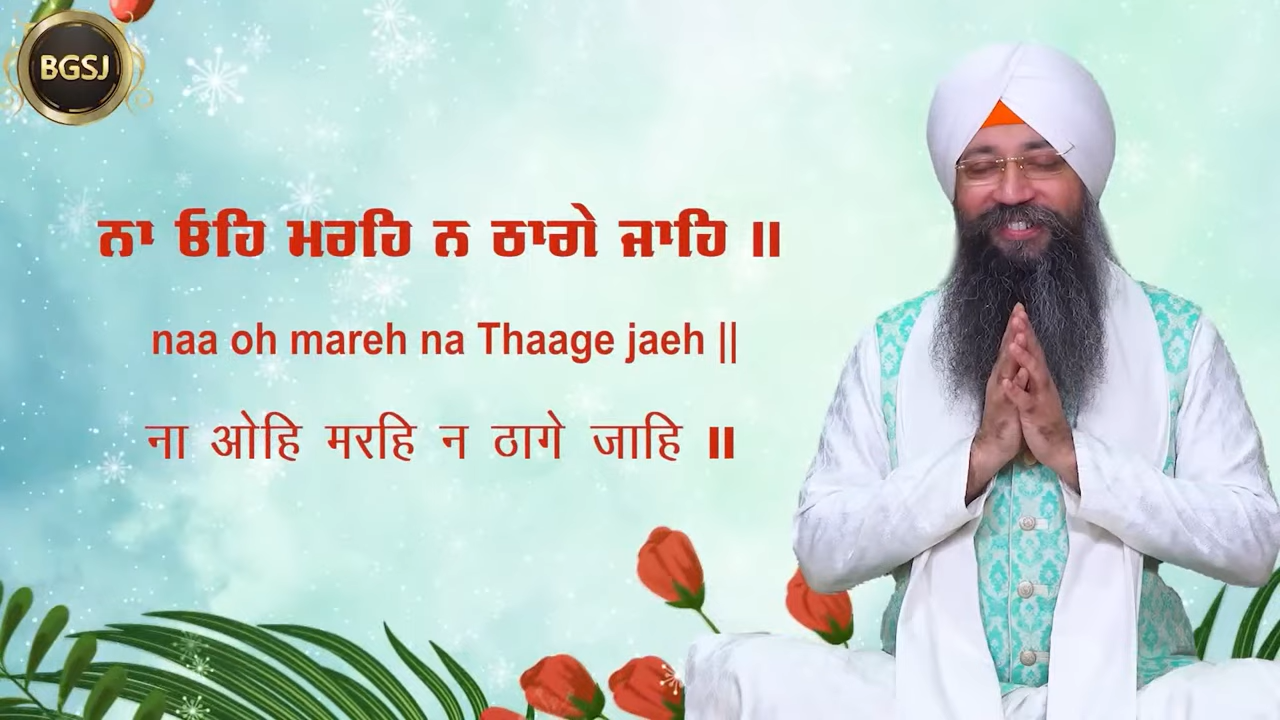 BGSJ
ਨਾ ਓਹਿ ਮਰਹਿ ਨ ਠਾਗੇ ਜਾਹਿ ॥
naa oh mareh na Thaage jaeh ||
ना ओहि मरहि न ठागे जाहि ॥